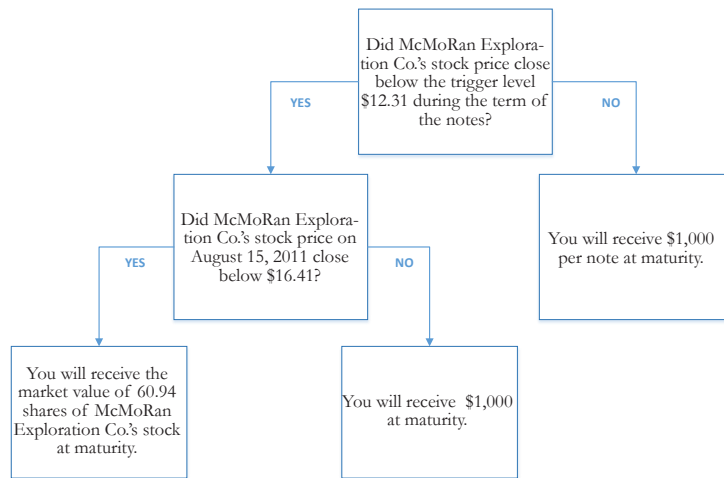 Did McMoRan Explora-
tion Co.'s stock price close
below the trigger level
$12.31 during the term of
the notes?
YES
NO
Did McMoRan Explora-
tion Co.'s stock price on
August 15, 2011 close
below $16.41?
You will receive $1,000
per note at maturity.
YES
NO
You will receive the
market value of 60.94
shares of McMoRan
Exploration Co.'s stock
at maturity.
You will receive $1,000
at maturity.